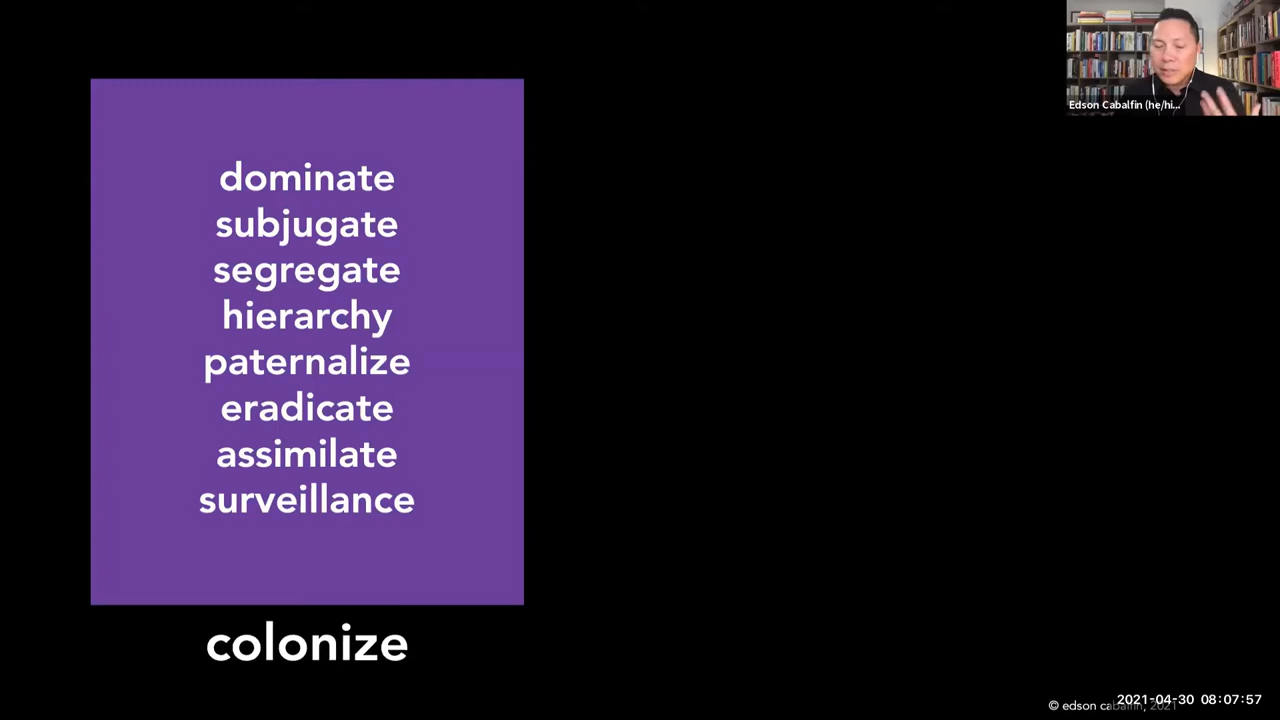 Edson Cabalfin (he/hi...
dominate
subjugate
segregate
hierarchy
paternalize
eradicate
assimilate
surveillance
colonize
2021-04-30 08:07:57
© edson cabalfin, 2021